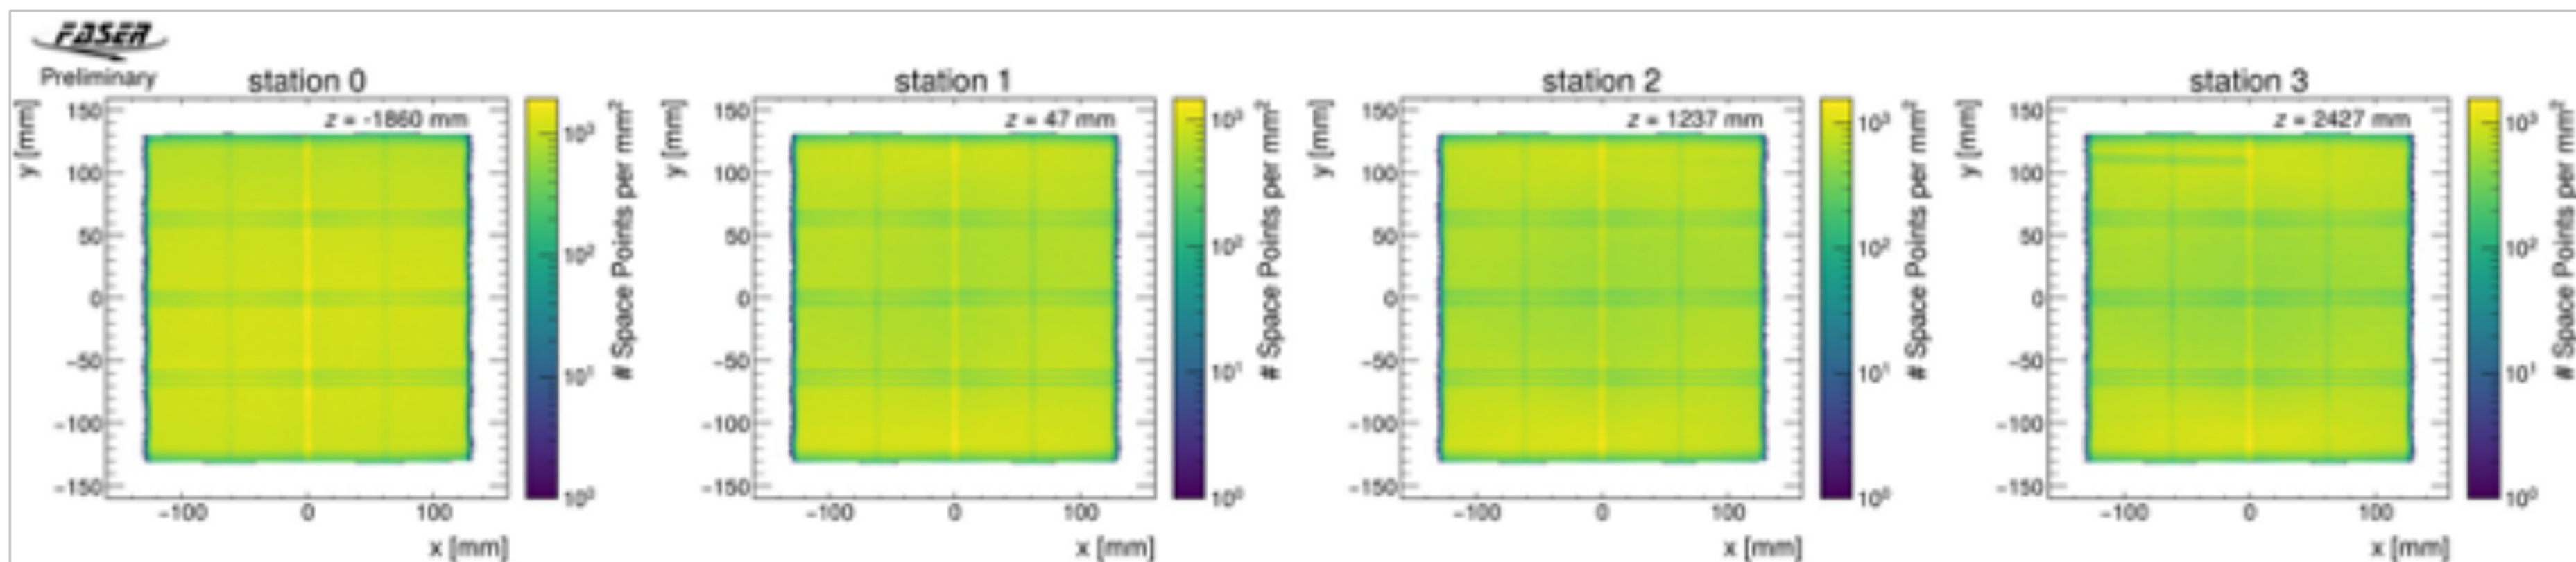 FASER
Preliminary
station 0
z = -1860 mm
y [mm]
150
100
50
0
−50
−100
−150
−100 0 100
x [mm]
10³
10²
10¹
10⁰
# Space Points per mm²
station 1
z = 47 mm
y [mm]
150
100
50
0
−50
−100
−150
−100 0 100
x [mm]
10³
10²
10¹
10⁰
# Space Points per mm²
station 2
z = 1237 mm
y [mm]
150
100
50
0
−50
−100
−150
−100 0 100
x [mm]
10³
10²
10¹
10⁰
# Space Points per mm²
station 3
z = 2427 mm
y [mm]
150
100
50
0
−50
−100
−150
−100 0 100
x [mm]
10³
10²
10¹
10⁰
# Space Points per mm²